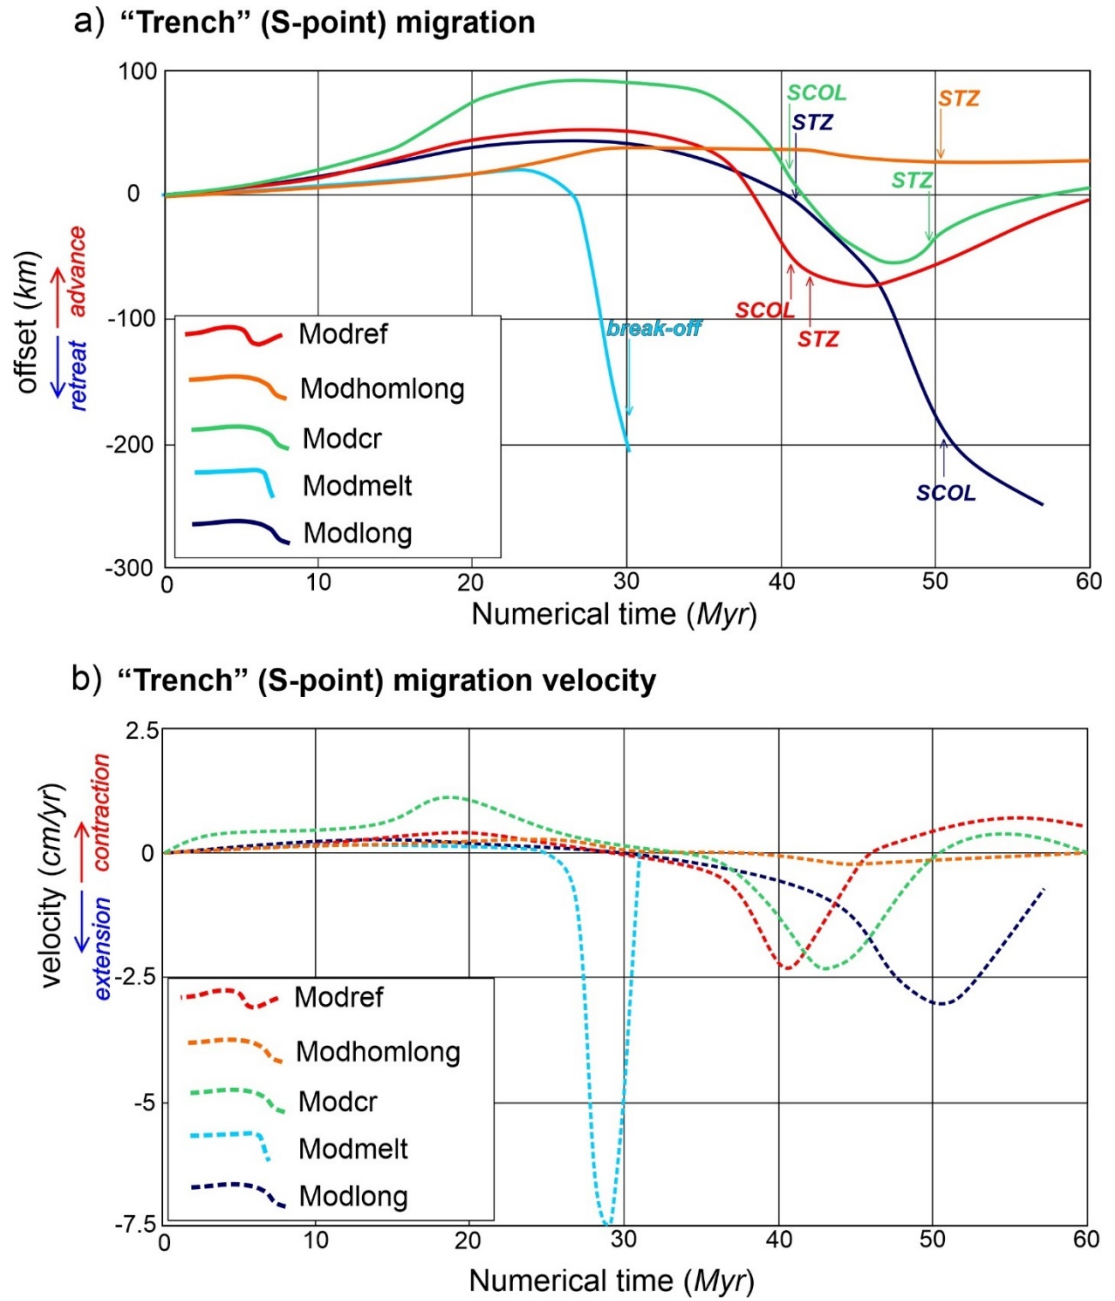 a) “Trench” (S-point) migration
100
0
-100
-200
-300
offset (km)
retreat advance
SCOL
STZ
STZ
STZ
SCOL
STZ
break-off
SCOL
Modref
Modhomlong
Modcr
Modmelt
Modlong
0 10 20 30 40 50 60
Numerical time (Myr)
b) “Trench” (S-point) migration velocity
2.5
0
-2.5
-5
-7.5
velocity (cm/yr)
extension contraction
Modref
Modhomlong
Modcr
Modmelt
Modlong
0 10 20 30 40 50 60
Numerical time (Myr)